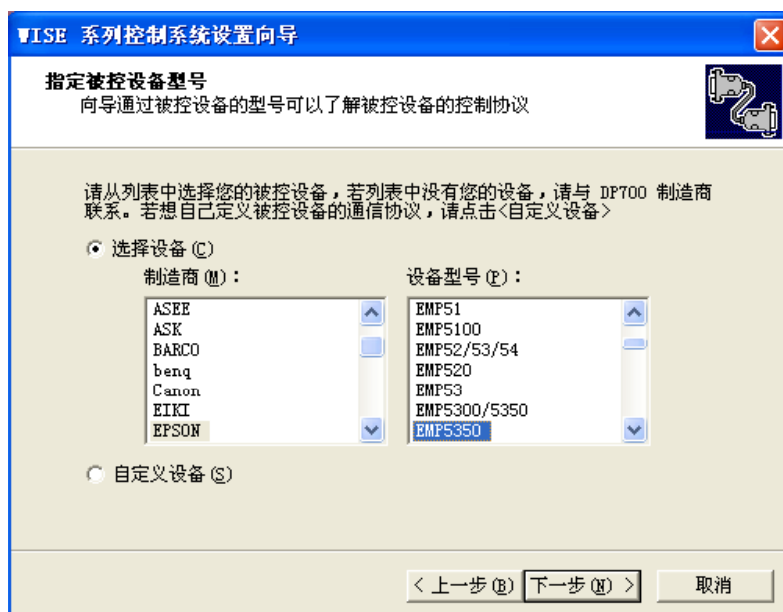 WISE 系列控制系统设置向导
指定被控设备型号
向导通过被控设备的型号可以了解被控设备的控制协议
请从列表中选择您的被控设备，若列表中没有您的设备，请与 DP700 制造商
联系。若想自己定义被控设备的通信协议，请点击<自定义设备>
选择设备(C)
制造商(M)：
设备型号(P)：
ASEE
ASK
BARCO
benq
Canon
EIKI
EPSON
EMP51
EMP5100
EMP52/53/54
EMP520
EMP53
EMP5300/5350
EMP5350
自定义设备(S)
< 上一步(B)
下一步(N) >
取消